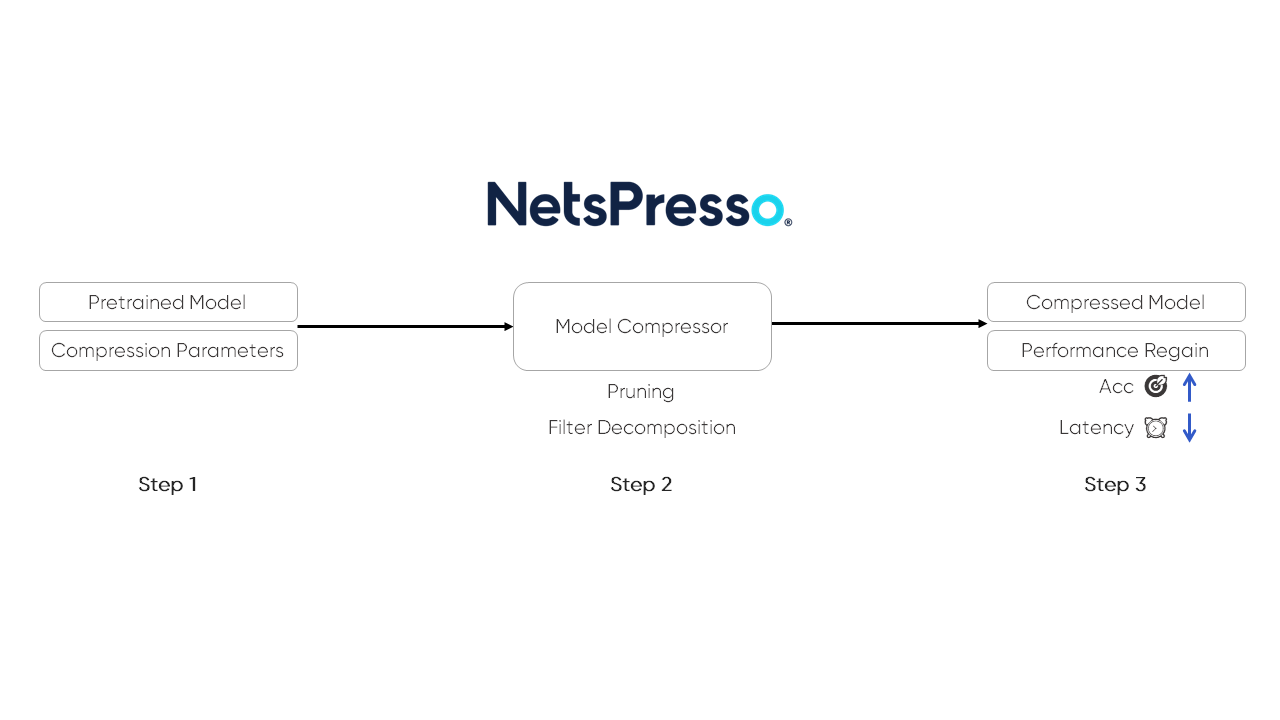 NetsPresso®
Pretrained Model
Compression Parameters
Model Compressor
Pruning
Filter Decomposition
Compressed Model
Performance Regain
Acc
Latency
Step 1
Step 2
Step 3